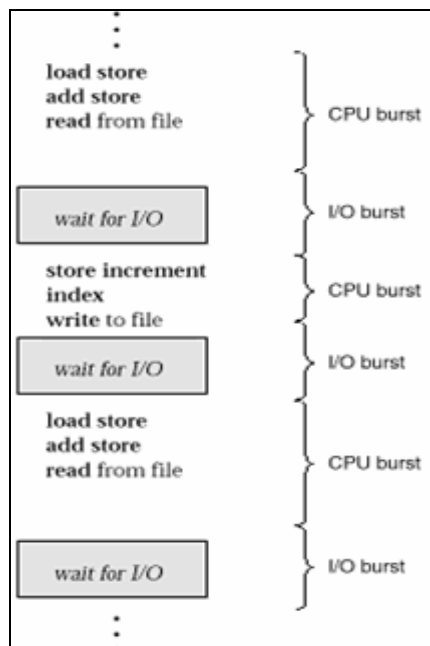 load store
add store
read from file
CPU burst
wait for I/O
I/O burst
store increment
index
write to file
CPU burst
wait for I/O
I/O burst
load store
add store
read from file
CPU burst
wait for I/O
I/O burst